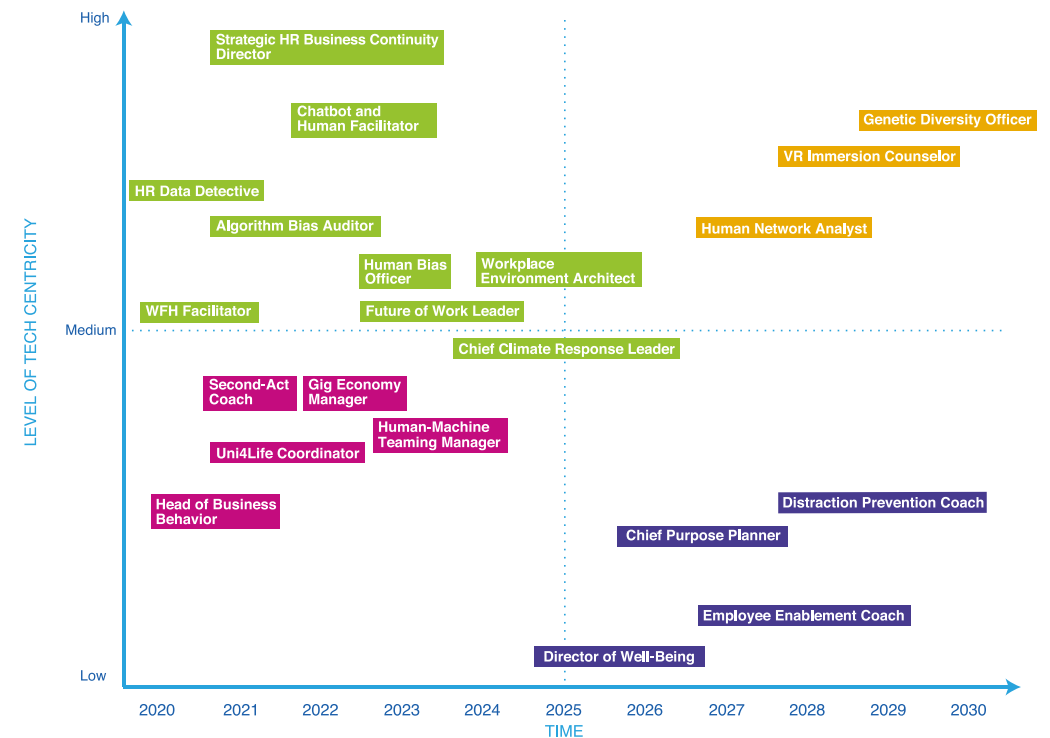 High
Strategic HR Business Continuity
Director
Chatbot and
Human Facilitator
Genetic Diversity Officer
VR Immersion Counselor
HR Data Detective
Algorithm Bias Auditor
Human Network Analyst
Human Bias
Officer
Workplace
Environment Architect
WFH Facilitator
Future of Work Leader
Medium
Chief Climate Response Leader
LEVEL OF TECH CENTRICITY
Second-Act
Coach
Gig Economy
Manager
Human-Machine
Teaming Manager
Uni4Life Coordinator
Head of Business
Behavior
Distraction Prevention Coach
Chief Purpose Planner
Employee Enablement Coach
Director of Well-Being
Low
2020 2021 2022 2023 2024 2025 2026 2027 2028 2029 2030
TIME